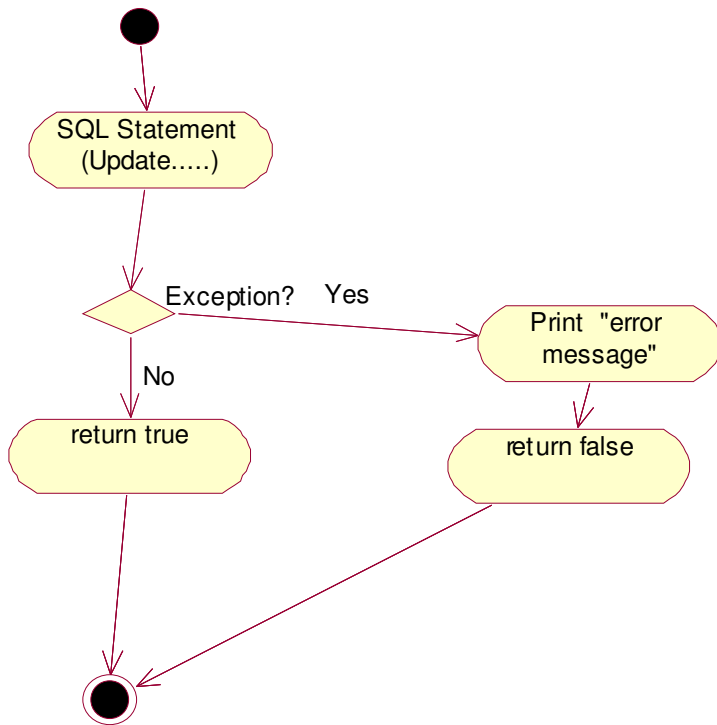 SQL Statement
(Update.....)
Exception?
Yes
Print "error
message"
No
return true
return false